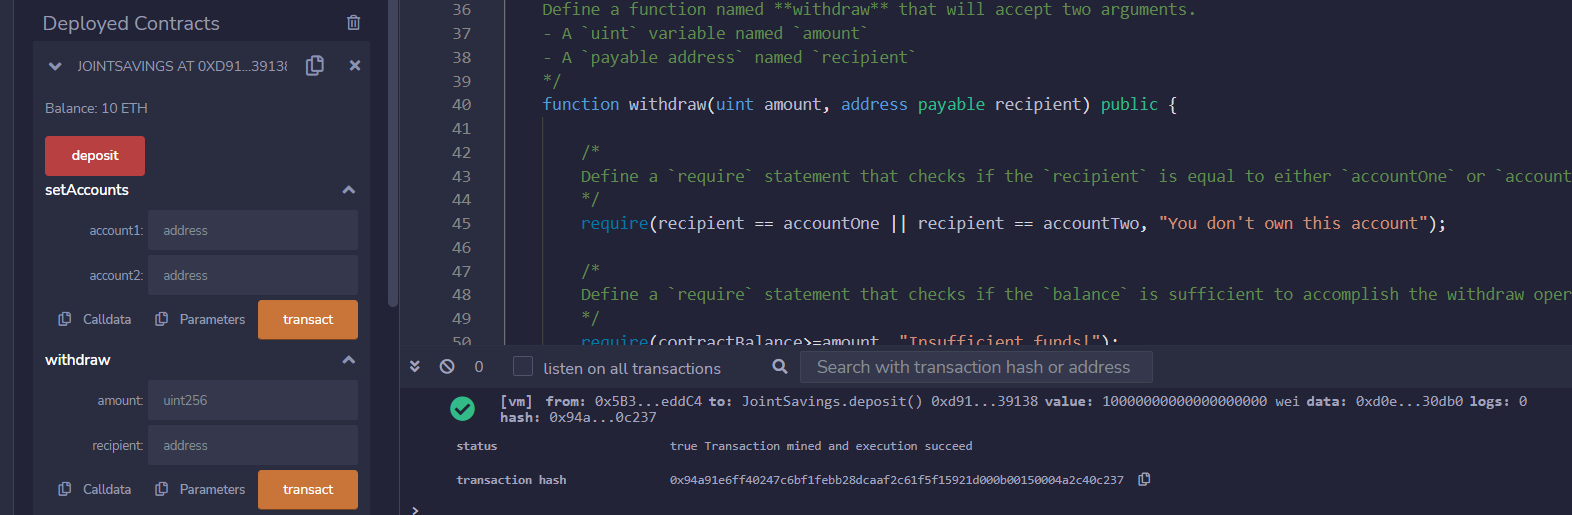 Deployed Contracts
JOINTSAVINGS AT 0XD91...39138
Balance: 10 ETH
deposit
setAccounts
account1: address
account2: address
Calldata Parameters transact
withdraw
amount: uint256
recipient: address
Calldata Parameters transact
36 Define a function named **withdraw** that will accept two arguments.
37 - A `uint` variable named `amount`
38 - A `payable address` named `recipient`
39 */
40 function withdraw(uint amount, address payable recipient) public {
41
42 /*
43 Define a `require` statement that checks if the `recipient` is equal to either `accountOne` or `account
44 */
45 require(recipient == accountOne || recipient == accountTwo, "You don't own this account");
46
47 /*
48 Define a `require` statement that checks if the `balance` is sufficient to accomplish the withdraw oper
49 */
50 require(contractBalance>=amount, "Insufficient funds!");
0 listen on all transactions Search with transaction hash or address
[vm] from: 0x5B3...eddC4 to: JointSavings.deposit() 0xd91...39138 value: 10000000000000000000 wei data: 0xd0e...30db0 logs: 0
hash: 0x94a...0c237
status true Transaction mined and execution succeed
transaction hash 0x94a91e6ff40247c6bf1febb28dcaaf2c61f5f15921d000b00150004a2c40c237
>